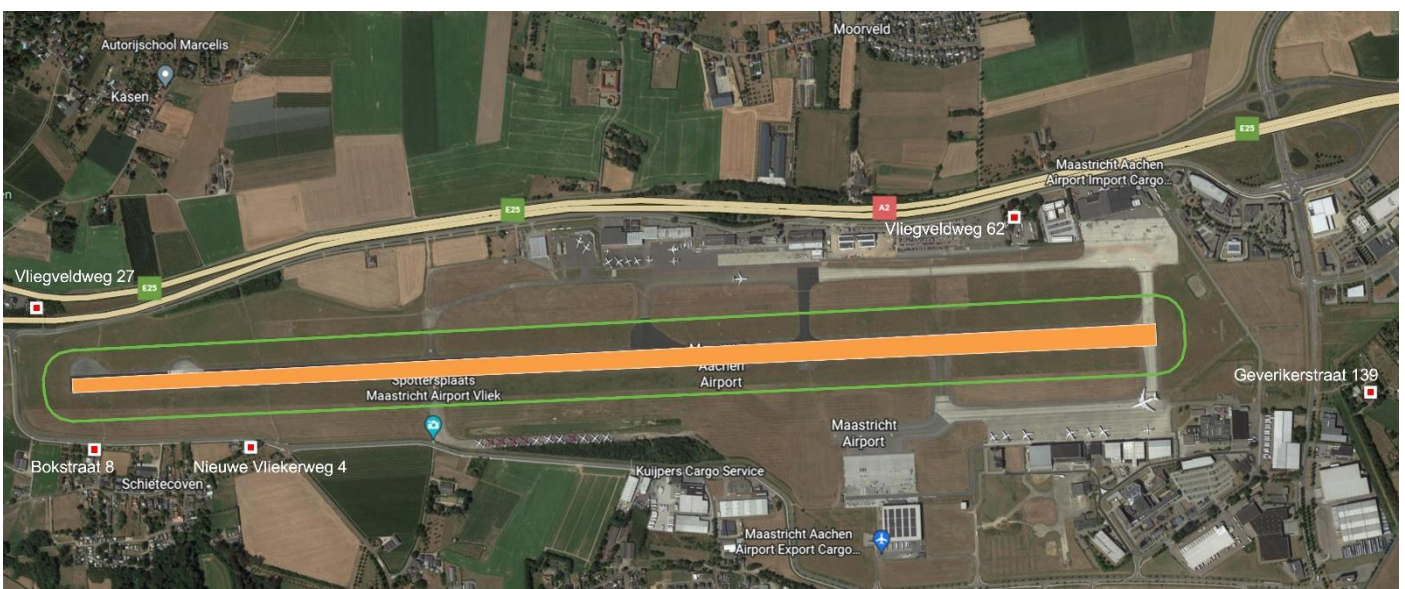 Autorijschool Marcelis
Kasen
Moorveld
E25
Maastricht Aachen
Airport Import Cargo...
E25
A2
Vliegveldweg 62
Vliegveldweg 27
E25
Aachen
Airport
Spottersplaats
Maastricht Airport Vliek
Geverikerstraat 139
Maastricht
Airport
Bokstraat 8
Nieuwe Vliekerweg 4
Schietecoven
Kuijpers Cargo Service
Maastricht Aachen
Airport Export Cargo...